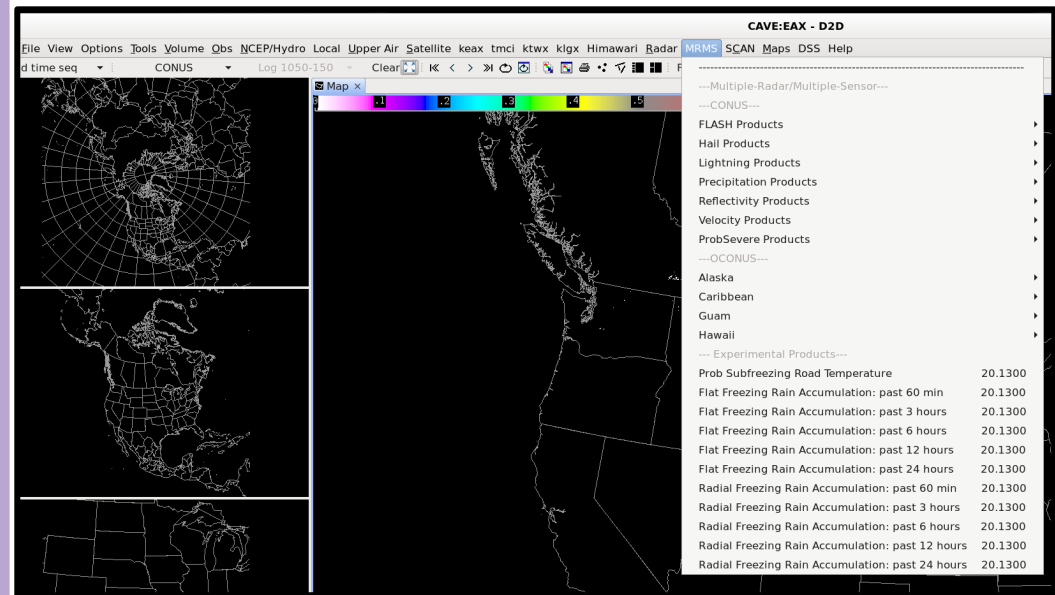 CAVE:EAX - D2D
File View Options Tools Volume Obs NCEP/Hydro Local Upper Air Satellite keax tmci ktwx klgx Himawari Radar MRMS SCAN Maps DSS Help
d time seq CONUS Log 1050-150 Clear
Map
.1 .2 .3 .4 .5
---Multiple-Radar/Multiple-Sensor---
---CONUS---
FLASH Products
Hail Products
Lightning Products
Precipitation Products
Reflectivity Products
Velocity Products
ProbSevere Products
---OCONUS---
Alaska
Caribbean
Guam
Hawaii
--- Experimental Products---
Prob Subfreezing Road Temperature 20.1300
Flat Freezing Rain Accumulation: past 60 min 20.1300
Flat Freezing Rain Accumulation: past 3 hours 20.1300
Flat Freezing Rain Accumulation: past 6 hours 20.1300
Flat Freezing Rain Accumulation: past 12 hours 20.1300
Flat Freezing Rain Accumulation: past 24 hours 20.1300
Radial Freezing Rain Accumulation: past 60 min 20.1300
Radial Freezing Rain Accumulation: past 3 hours 20.1300
Radial Freezing Rain Accumulation: past 6 hours 20.1300
Radial Freezing Rain Accumulation: past 12 hours 20.1300
Radial Freezing Rain Accumulation: past 24 hours 20.1300